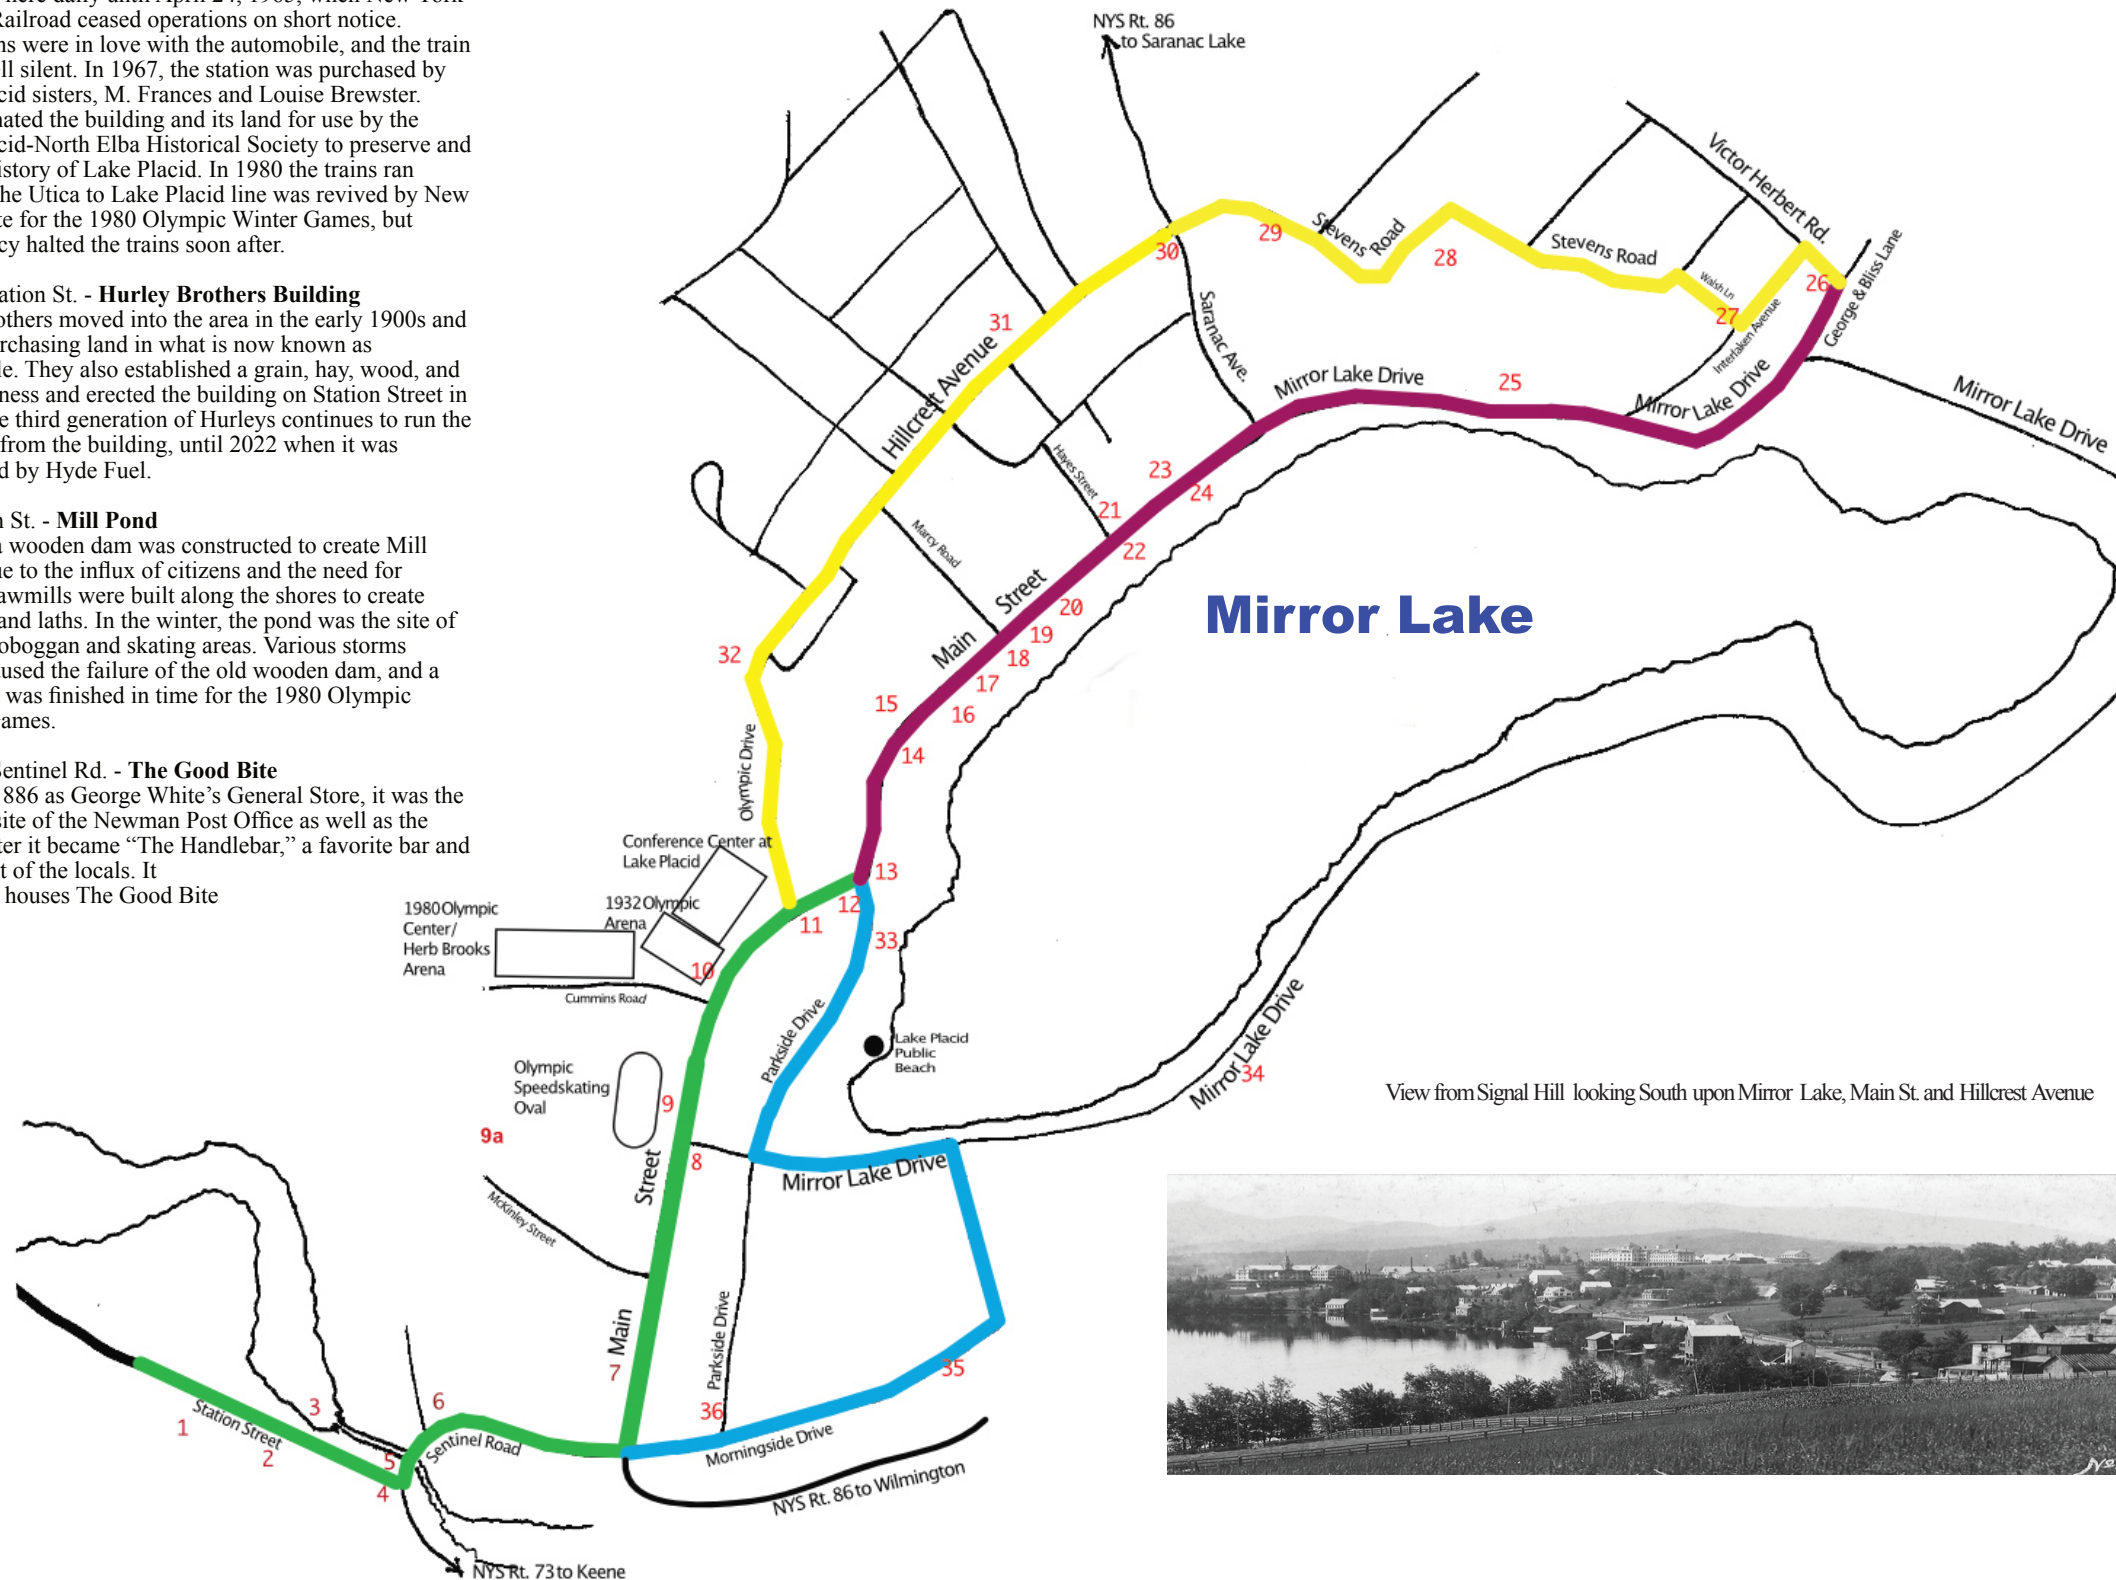 here daily until April 24, 1965, when New York
Railroad ceased operations on short notice.
ns were in love with the automobile, and the train
ll silent. In 1967, the station was purchased by
cid sisters, M. Frances and Louise Brewster.
nated the building and its land for use by the
cid-North Elba Historical Society to preserve and
istory of Lake Placid. In 1980 the trains ran
he Utica to Lake Placid line was revived by New
te for the 1980 Olympic Winter Games, but
cy halted the trains soon after.
ation St. - Hurley Brothers Building
others moved into the area in the early 1900s and
urchasing land in what is now known as
le. They also established a grain, hay, wood, and
ness and erected the building on Station Street in
e third generation of Hurleys continues to run the
from the building, until 2022 when it was
d by Hyde Fuel.
n St. - Mill Pond
a wooden dam was constructed to create Mill
ue to the influx of citizens and the need for
awmills were built along the shores to create
and laths. In the winter, the pond was the site of
oboggan and skating areas. Various storms
used the failure of the old wooden dam, and a
was finished in time for the 1980 Olympic
ames.
Sentinel Rd. - The Good Bite
1886 as George White's General Store, it was the
site of the Newman Post Office as well as the
ter it became “The Handlebar,” a favorite bar and
t of the locals. It
houses The Good Bite
NYS Rt. 86
to Saranac Lake
Victor Herbert Rd.
30
29
Stevens Road
28
Stevens Road
Walsh Ln
27
Interlaken Avenue
26
George & Bliss Lane
31
Hillcrest Avenue
Saranac Ave.
Mirror Lake Drive
25
Mirror Lake Drive
Mirror Lake Drive
Hayes Street
23
24
21
22
Marcy Road
Main Street
20
19
18
17
16
15
14
Mirror Lake
32
Olympic Drive
Conference Center at
Lake Placid
1932 Olympic
Arena
1980 Olympic
Center/
Herb Brooks
Arena
13
12
11
33
10
Cummins Road
Parkside Drive
Lake Placid
Public
Beach
Mirror Lake Drive
34
Olympic
Speedskating
Oval
9
9a
8
Mirror Lake Drive
View from Signal Hill looking South upon Mirror Lake, Main St. and Hillcrest Avenue
McKinley Street
Main Street
7
Parkside Drive
36
35
Morningside Drive
NYS Rt. 86 to Wilmington
6
Sentinel Road
5
4
3
Station Street
1
2
NYS Rt. 73 to Keene
No